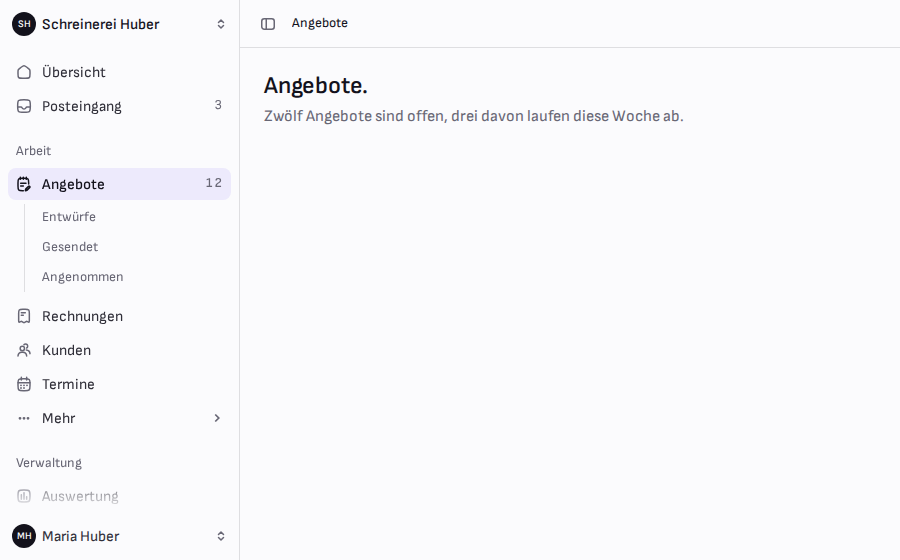 SH Schreinerei Huber
Übersicht
Posteingang 3
Arbeit
Angebote 12
Entwürfe
Gesendet
Angenommen
Rechnungen
Kunden
Termine
Mehr
Verwaltung
Auswertung
MH Maria Huber
Angebote
Angebote.
Zwölf Angebote sind offen, drei davon laufen diese Woche ab.